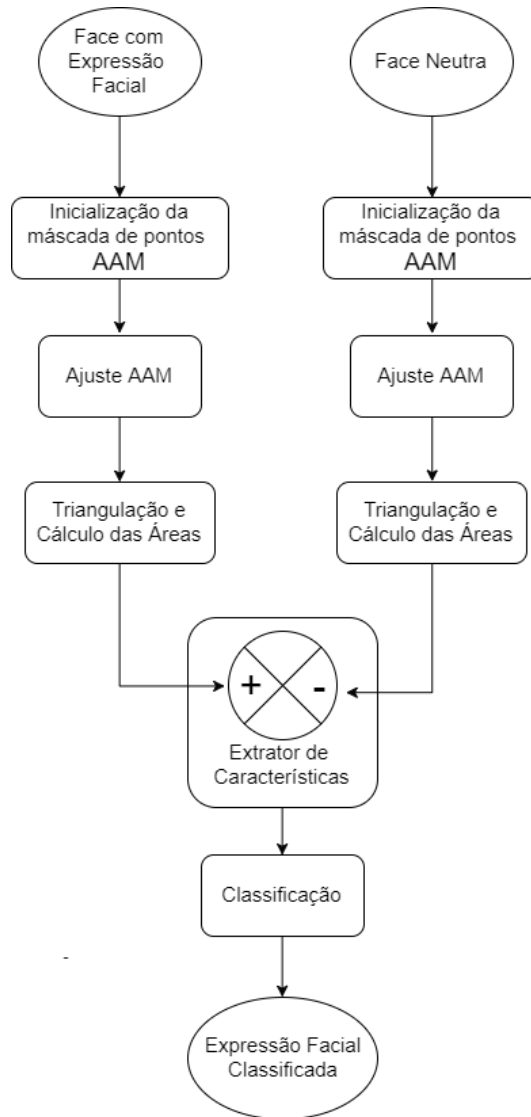 Face com
Expressão
Facial
Face Neutra
Inicialização da
máscada de pontos
AAM
Inicialização da
máscada de pontos
AAM
Ajuste AAM
Ajuste AAM
Triangulação e
Cálculo das Áreas
Triangulação e
Cálculo das Áreas
+ -
Extrator de
Característícas
Classificação
-
Expressão Facial
Classificada